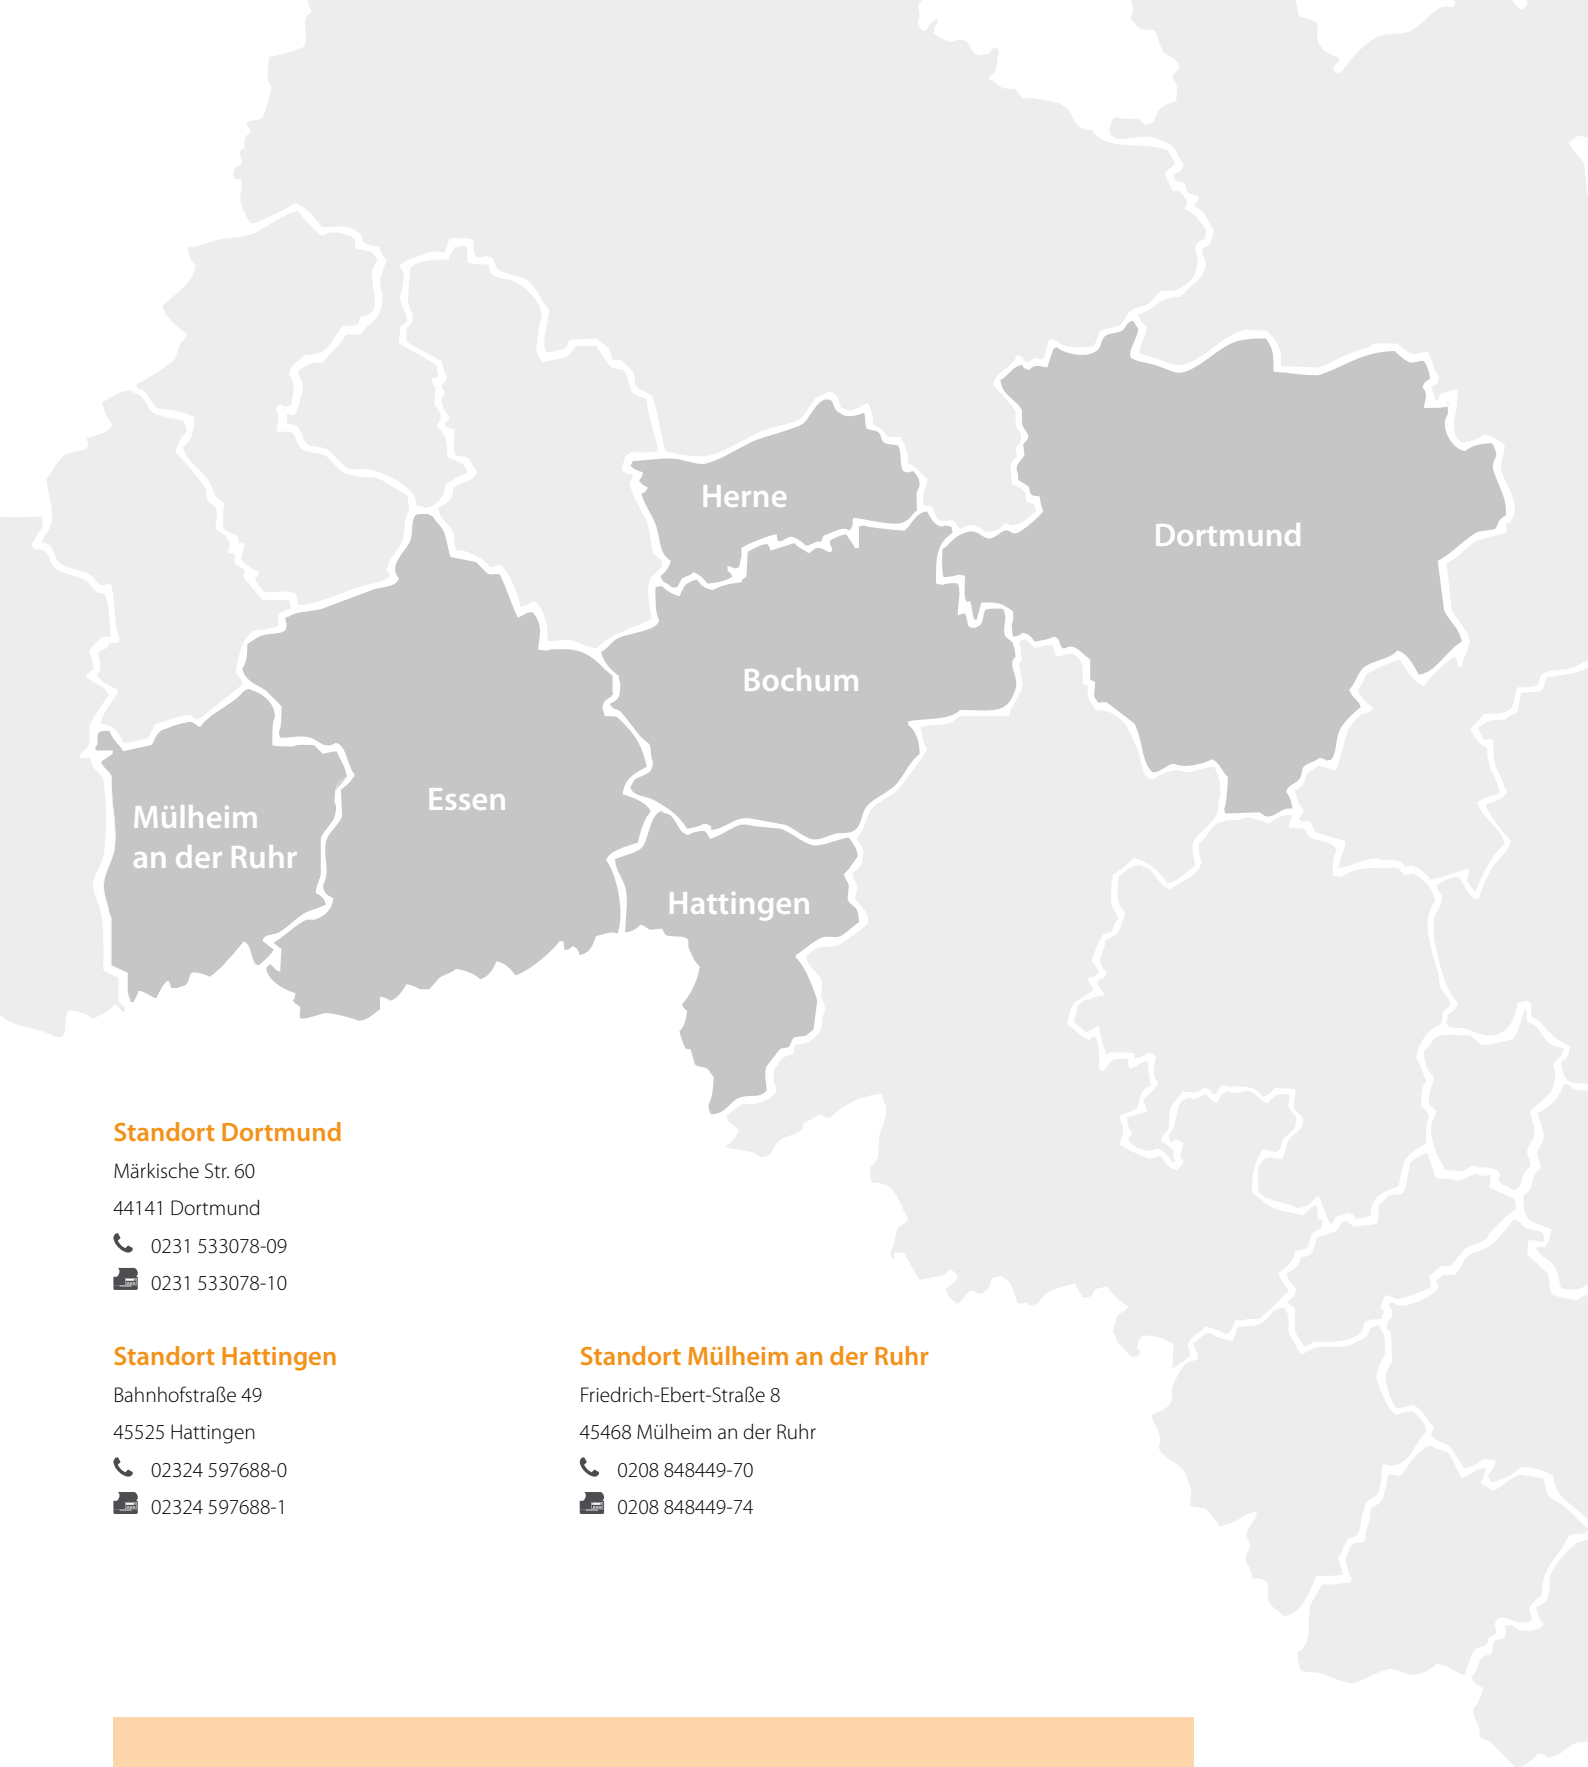 Herne
Dortmund
Bochum
Essen
Mülheim
an der Ruhr
Hattingen
Standort Dortmund
Märkische Str. 60
44141 Dortmund
0231 533078-09
0231 533078-10
Standort Hattingen
Bahnhofstraße 49
45525 Hattingen
02324 597688-0
02324 597688-1
Standort Mülheim an der Ruhr
Friedrich-Ebert-Straße 8
45468 Mülheim an der Ruhr
0208 848449-70
0208 848449-74